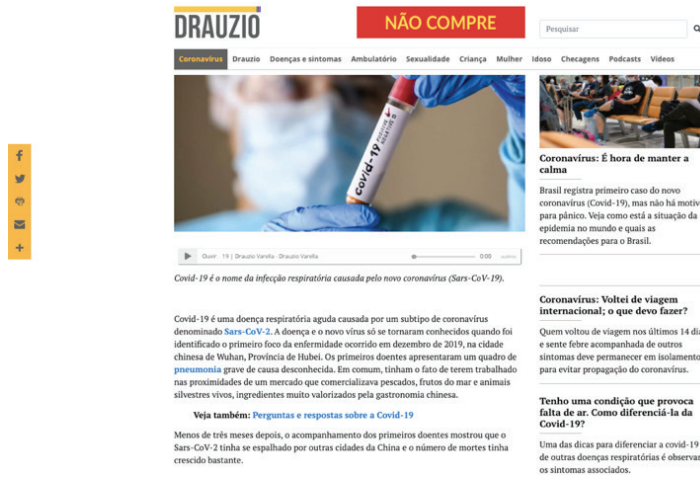 DRAUZIO
NÃO COMPRE
Pesquisar
Coronavírus Drauzio Doenças e sintomas Ambulatório Sexualidade Criança Mulher Idoso Checagens Podcasts Vídeos
covid-19
POSITIVE
NEGATIVE
Ouvir: 19 | Drauzio Varella - Drauzio Varella 0:00
Covid-19 é o nome da infecção respiratória causada pelo novo coronavírus (Sars-CoV-19).
Covid-19 é uma doença respiratória aguda causada por um subtipo de coronavírus
denominado Sars-CoV-2. A doença e o novo vírus só se tornaram conhecidos quando foi
identificado o primeiro foco da enfermidade ocorrido em dezembro de 2019, na cidade
chinesa de Wuhan, Província de Hubei. Os primeiros doentes apresentaram um quadro de
pneumonia grave de causa desconhecida. Em comum, tinham o fato de terem trabalhado
nas proximidades de um mercado que comercializava pescados, frutos do mar e animais
silvestres vivos, ingredientes muito valorizados pela gastronomia chinesa.
Veja também: Perguntas e respostas sobre a Covid-19
Menos de três meses depois, o acompanhamento dos primeiros doentes mostrou que o
Sars-CoV-2 tinha se espalhado por outras cidades da China e o número de mortes tinha
crescido bastante.
Coronavírus: É hora de manter a
calma
Brasil registra primeiro caso do novo
coronavírus (Covid-19), mas não há motiv
para pânico. Veja como está a situação da
epidemia no mundo e quais as
recomendações para o Brasil.
Coronavírus: Voltei de viagem
internacional; o que devo fazer?
Quem voltou de viagem nos últimos 14 dia
e sente febre acompanhada de outros
sintomas deve permanecer em isolamento
para evitar propagação do coronavírus.
Tenho uma condição que provoca
falta de ar. Como diferenciá-la da
Covid-19?
Uma das dicas para diferenciar a covid-19
de outras doenças respiratórias é observar
os sintomas associados.